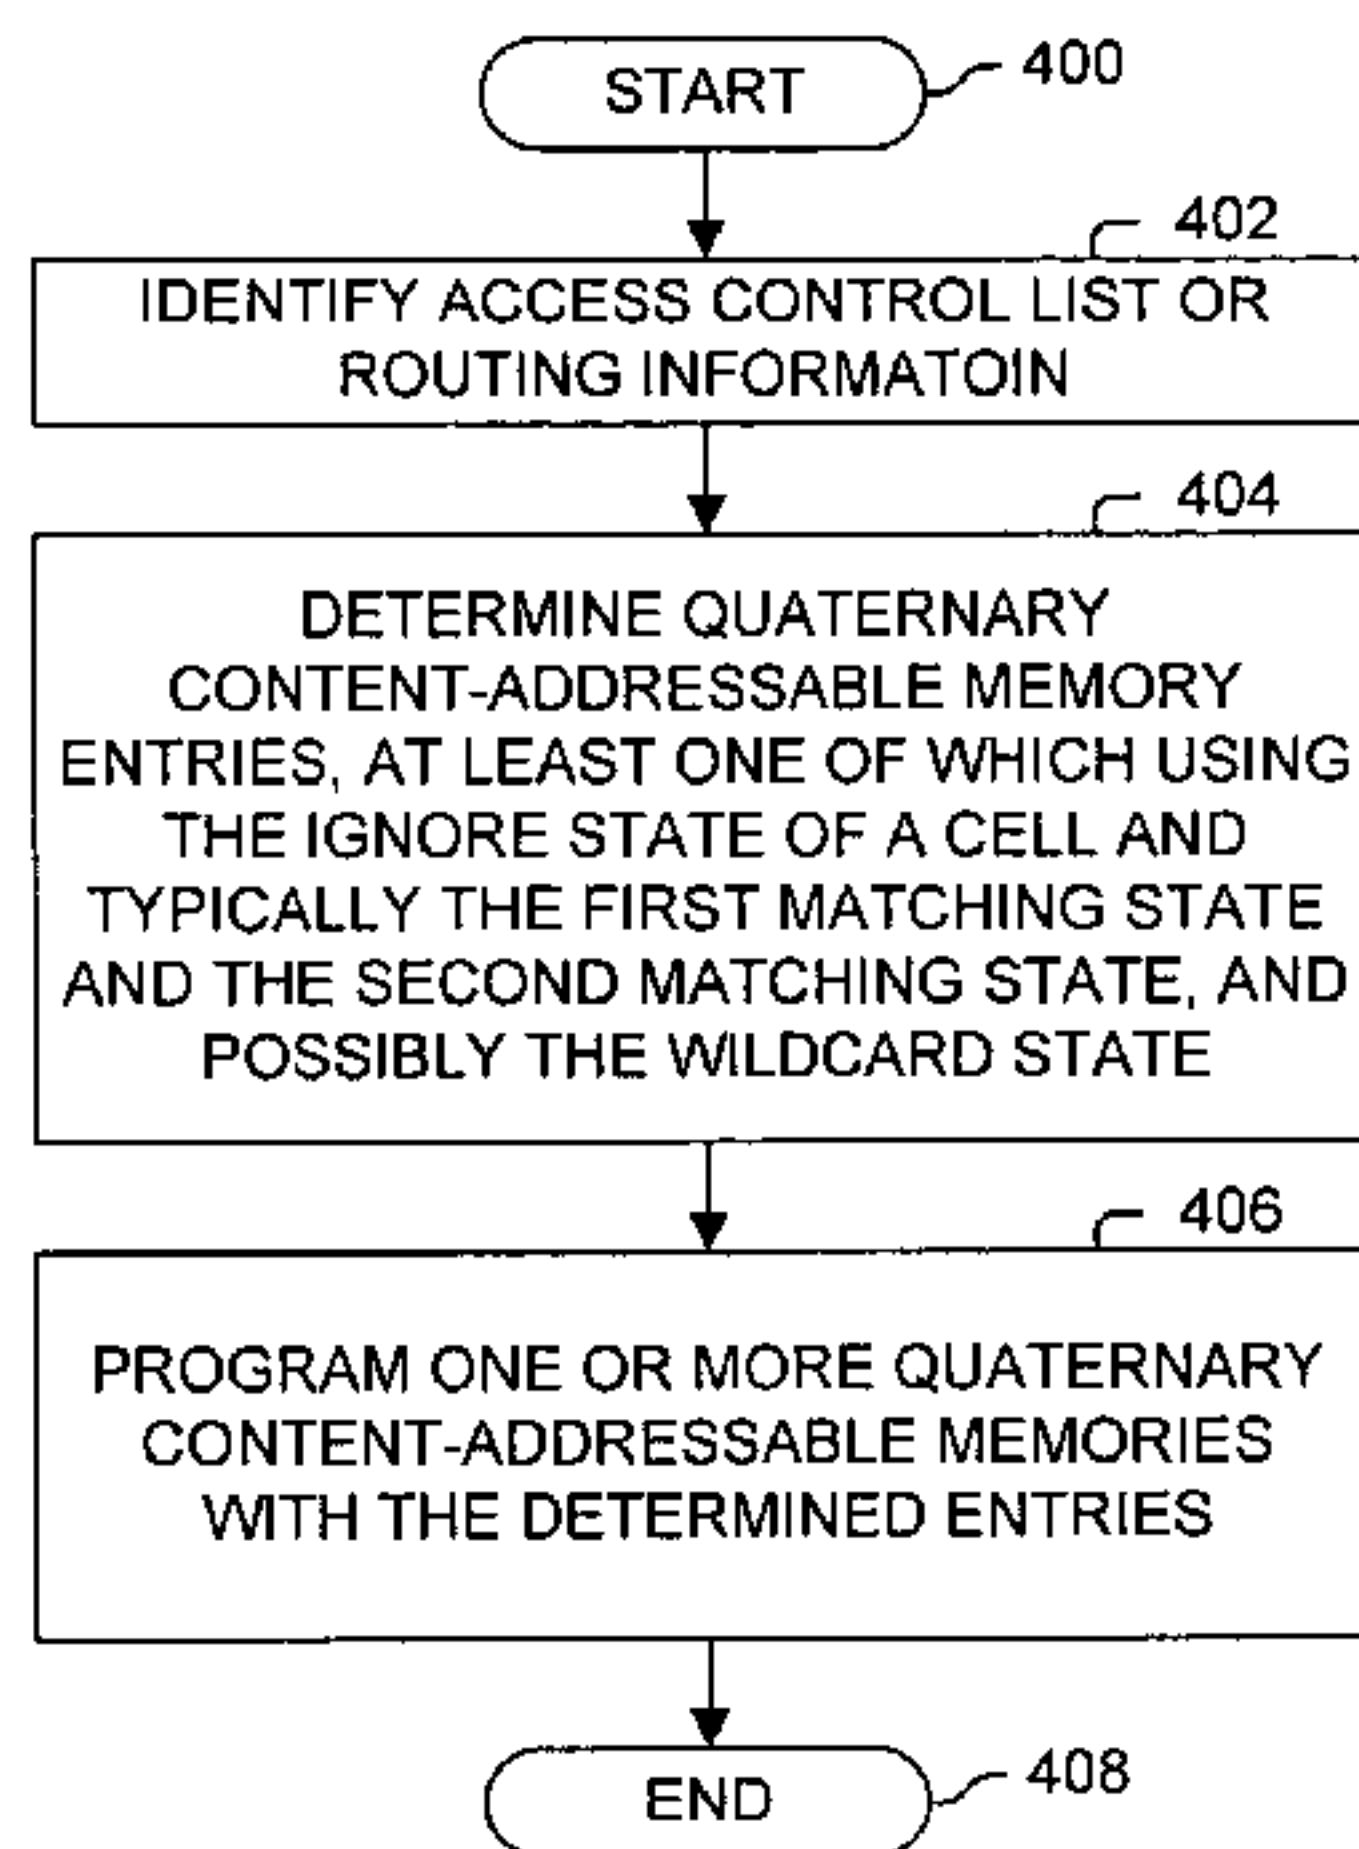 START
400
402
IDENTIFY ACCESS CONTROL LIST OR
ROUTING INFORMATOIN
404
DETERMINE QUATERNARY
CONTENT-ADDRESSABLE MEMORY
ENTRIES, AT LEAST ONE OF WHICH USING
THE IGNORE STATE OF A CELL AND
TYPICALLY THE FIRST MATCHING STATE
AND THE SECOND MATCHING STATE, AND
POSSIBLY THE WILDCARD STATE
406
PROGRAM ONE OR MORE QUATERNARY
CONTENT-ADDRESSABLE MEMORIES
WITH THE DETERMINED ENTRIES
END
408